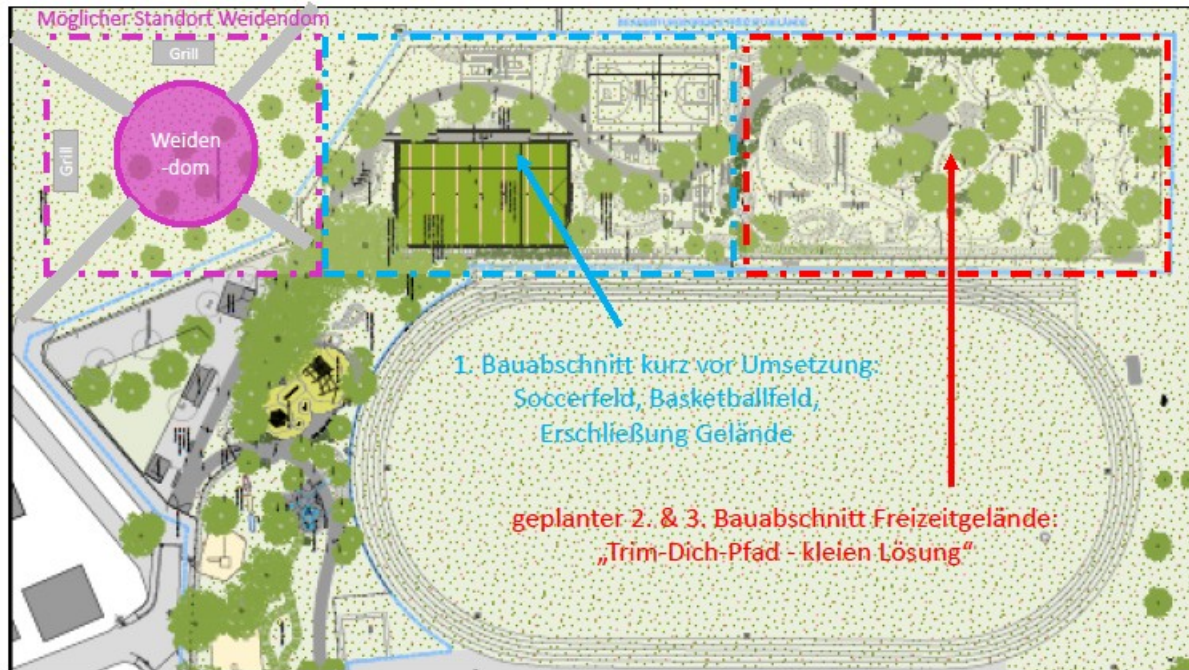 Möglicher Standort Weidendom
Grill
Grill
Weiden
-dom
1. Bauabschnitt kurz vor Umsetzung:
Soccerfeld, Basketballfeld,
Erschließung Gelände
geplanter 2. & 3. Bauabschnitt Freizeitgelände:
„Trim-Dich-Pfad - kleien Lösung“